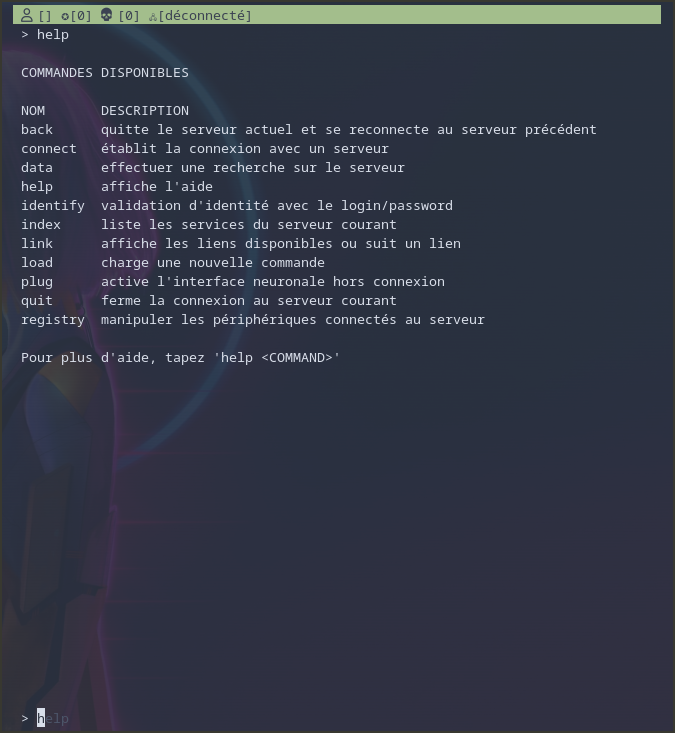 [] ✪[0] [0] [déconnecté]
> help
COMMANDES DISPONIBLES
NOM DESCRIPTION
back quitte le serveur actuel et se reconnecte au serveur précédent
connect établit la connexion avec un serveur
data effectuer une recherche sur le serveur
help affiche l'aide
identify validation d'identité avec le login/password
index liste les services du serveur courant
link affiche les liens disponibles ou suit un lien
load charge une nouvelle commande
plug active l'interface neuronale hors connexion
quit ferme la connexion au serveur courant
registry manipuler les périphériques connectés au serveur
Pour plus d'aide, tapez 'help <COMMAND>'
> help